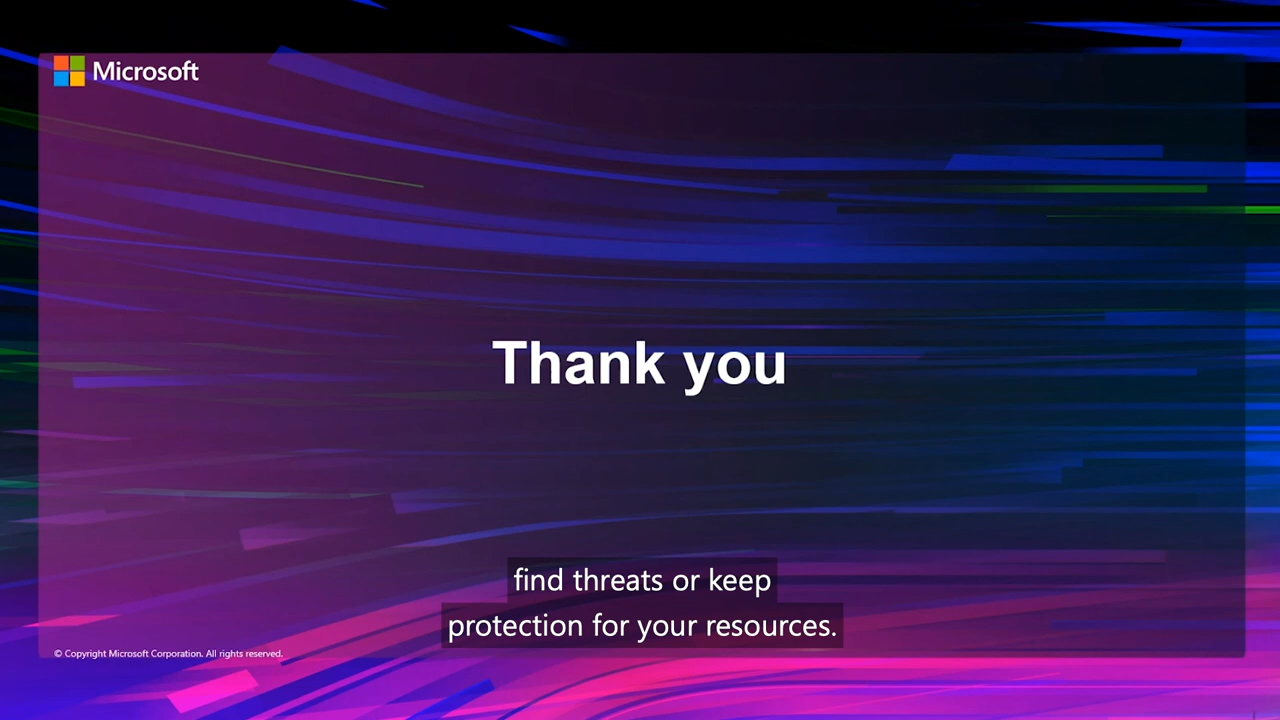 Microsoft
Thank you
find threats or keep
protection for your resources.
© Copyright Microsoft Corporation. All rights reserved.